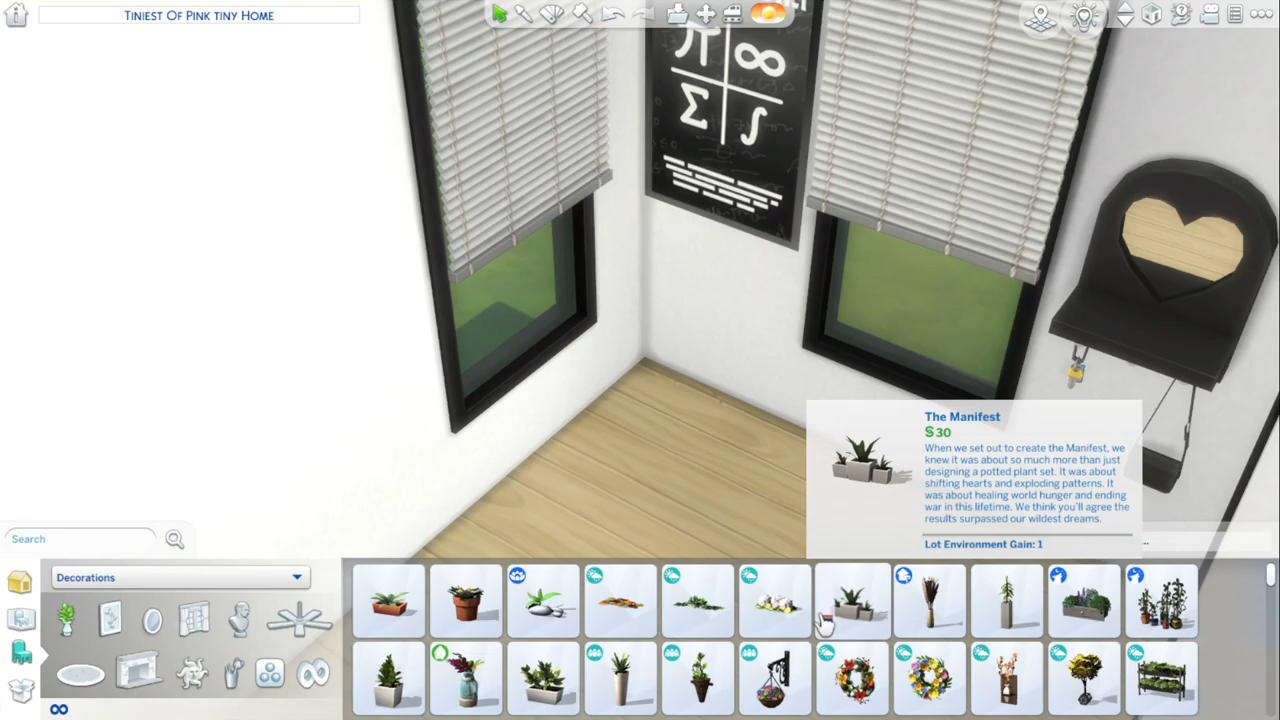 TINIEST OF PINK TINY HOME
π ∞
Σ ∫
The Manifest
$30
When we set out to create the Manifest, we
knew it was about so much more than just
designing a potted plant set. It was about
shifting hearts and exploding patterns. It
was about healing world hunger and ending
war in this lifetime. We think you'll agree the
results surpassed our wildest dreams.
Lot Environment Gain: 1
...
Search
Decorations
∞